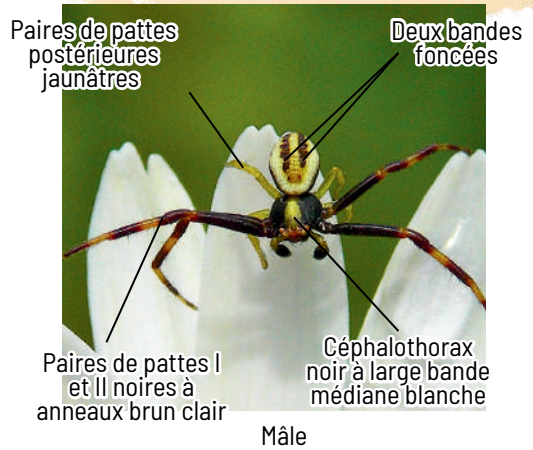 Paires de pattes
postérieures
jaunâtres
Deux bandes
foncées
Paires de pattes I
et II noires à
anneaux brun clair
Céphalothorax
noir à large bande
médiane blanche
Mâle